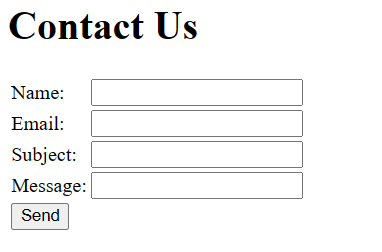 Contact Us
Name:
Email:
Subject:
Message:
Send